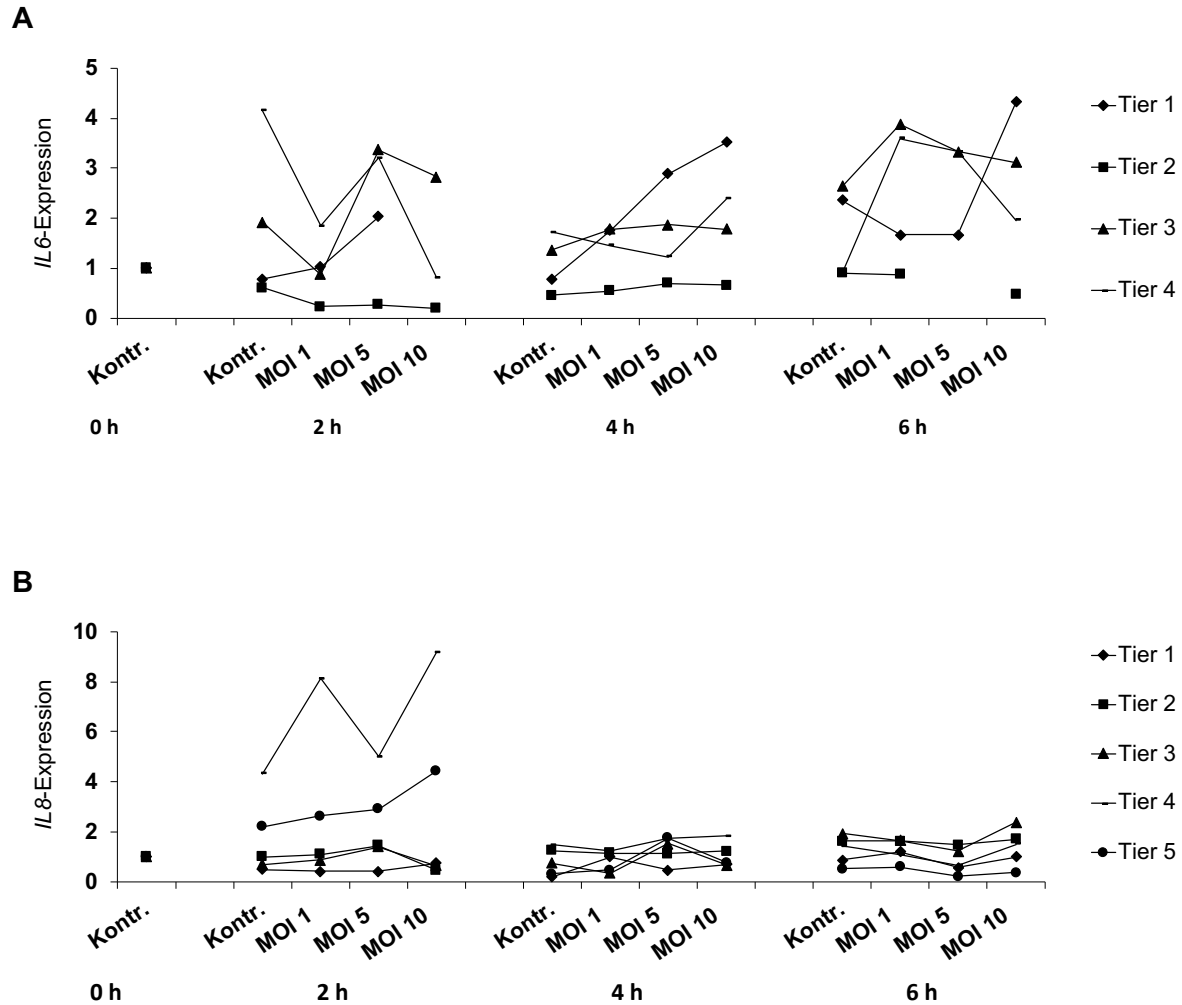 A
5
4
3
2
1
0
IL6-Expression
Kontr.
Kontr.
MOI 1
MOI 5
MOI 10
Kontr.
MOI 1
MOI 5
MOI 10
Kontr.
MOI 1
MOI 5
MOI 10
0 h
2 h
4 h
6 h
Tier 1
Tier 2
Tier 3
Tier 4
B
10
8
6
4
2
0
IL8-Expression
Kontr.
Kontr.
MOI 1
MOI 5
MOI 10
Kontr.
MOI 1
MOI 5
MOI 10
Kontr.
MOI 1
MOI 5
MOI 10
0 h
2 h
4 h
6 h
Tier 1
Tier 2
Tier 3
Tier 4
Tier 5